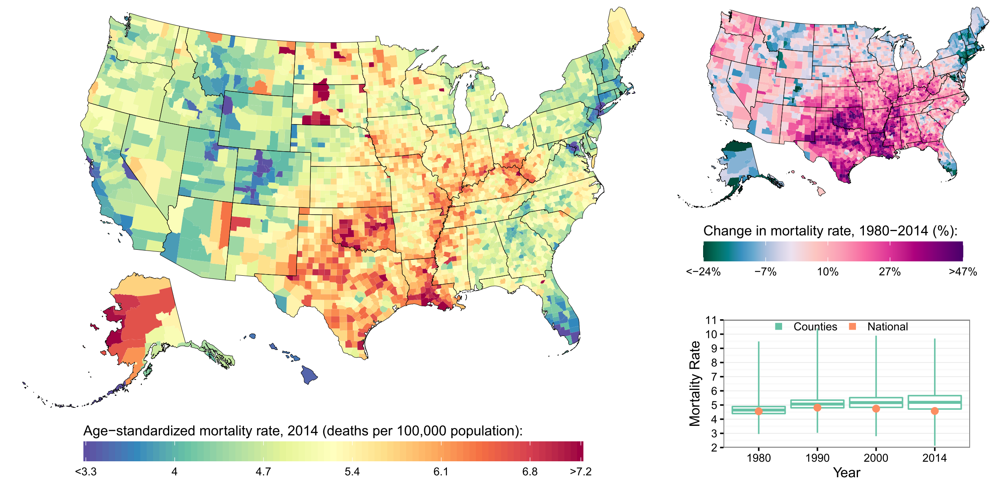 Age−standardized mortality rate, 2014 (deaths per 100,000 population):
<3.3 4 4.7 5.4 6.1 6.8 >7.2
Change in mortality rate, 1980−2014 (%):
<−24% −7% 10% 27% >47%
Counties National
Mortality Rate
11
10
9
8
7
6
5
4
3
2
1980 1990 2000 2014
Year